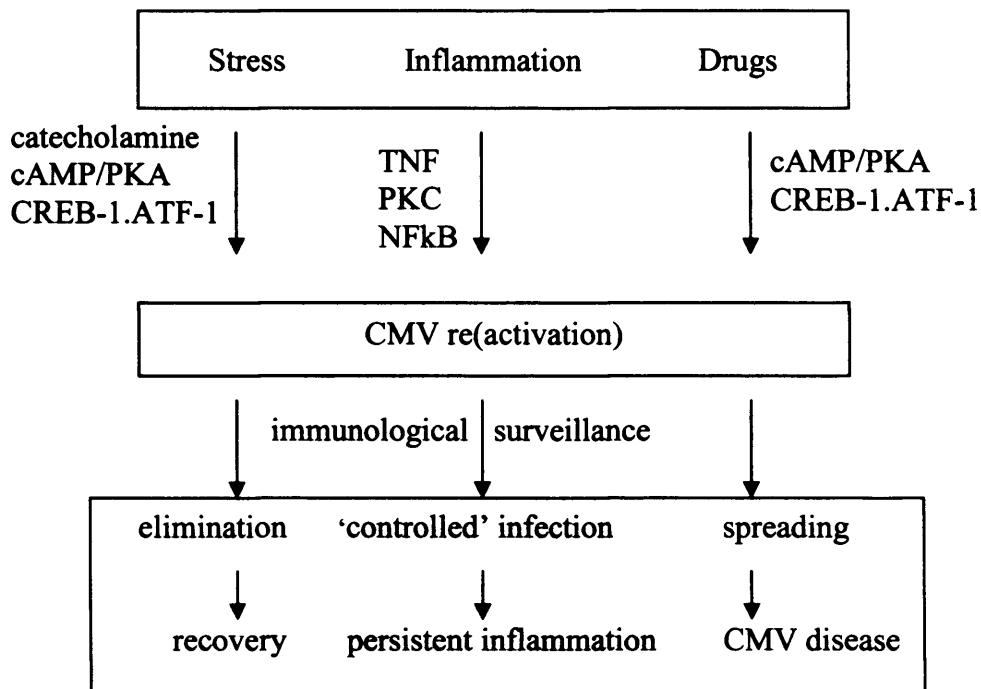 Stress Inflammation Drugs
catecholamine
cAMP/PKA
CREB-1.ATF-1
TNF
PKC
NFkB
cAMP/PKA
CREB-1.ATF-1
CMV re(activation)
immunological surveillance
elimination ‘controlled’ infection spreading
recovery persistent inflammation CMV disease